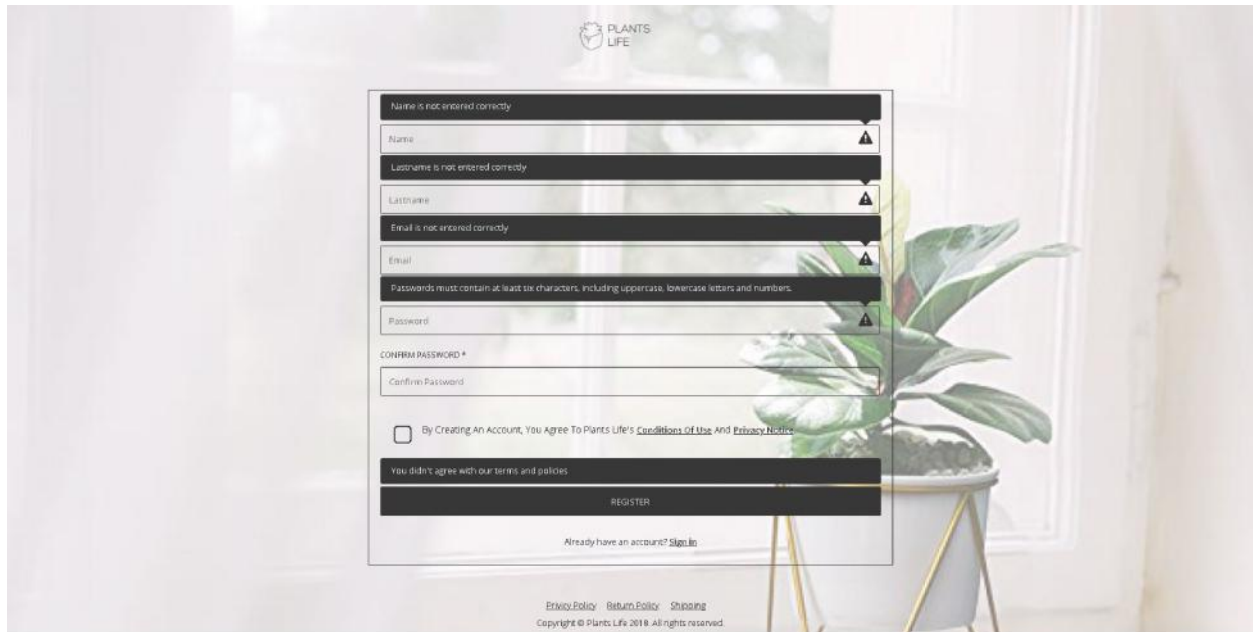 PLANTS
LIFE
Name is not entered correctly
Name
Lastname is not entered correctly
Lastname
Email is not entered correctly
Email
Passwords must contain at least six characters, including uppercase, lowercase letters and numbers.
Password
CONFIRM PASSWORD *
Confirm Password
By Creating An Account, You Agree To Plants Life's Conditions Of Use And Privacy Notice
You didn't agree with our terms and policies
REGISTER
Already have an account? Sign In
Privicy Policy Return Policy Shipping
Copyright © Plants Life 2018. All rights reserved.